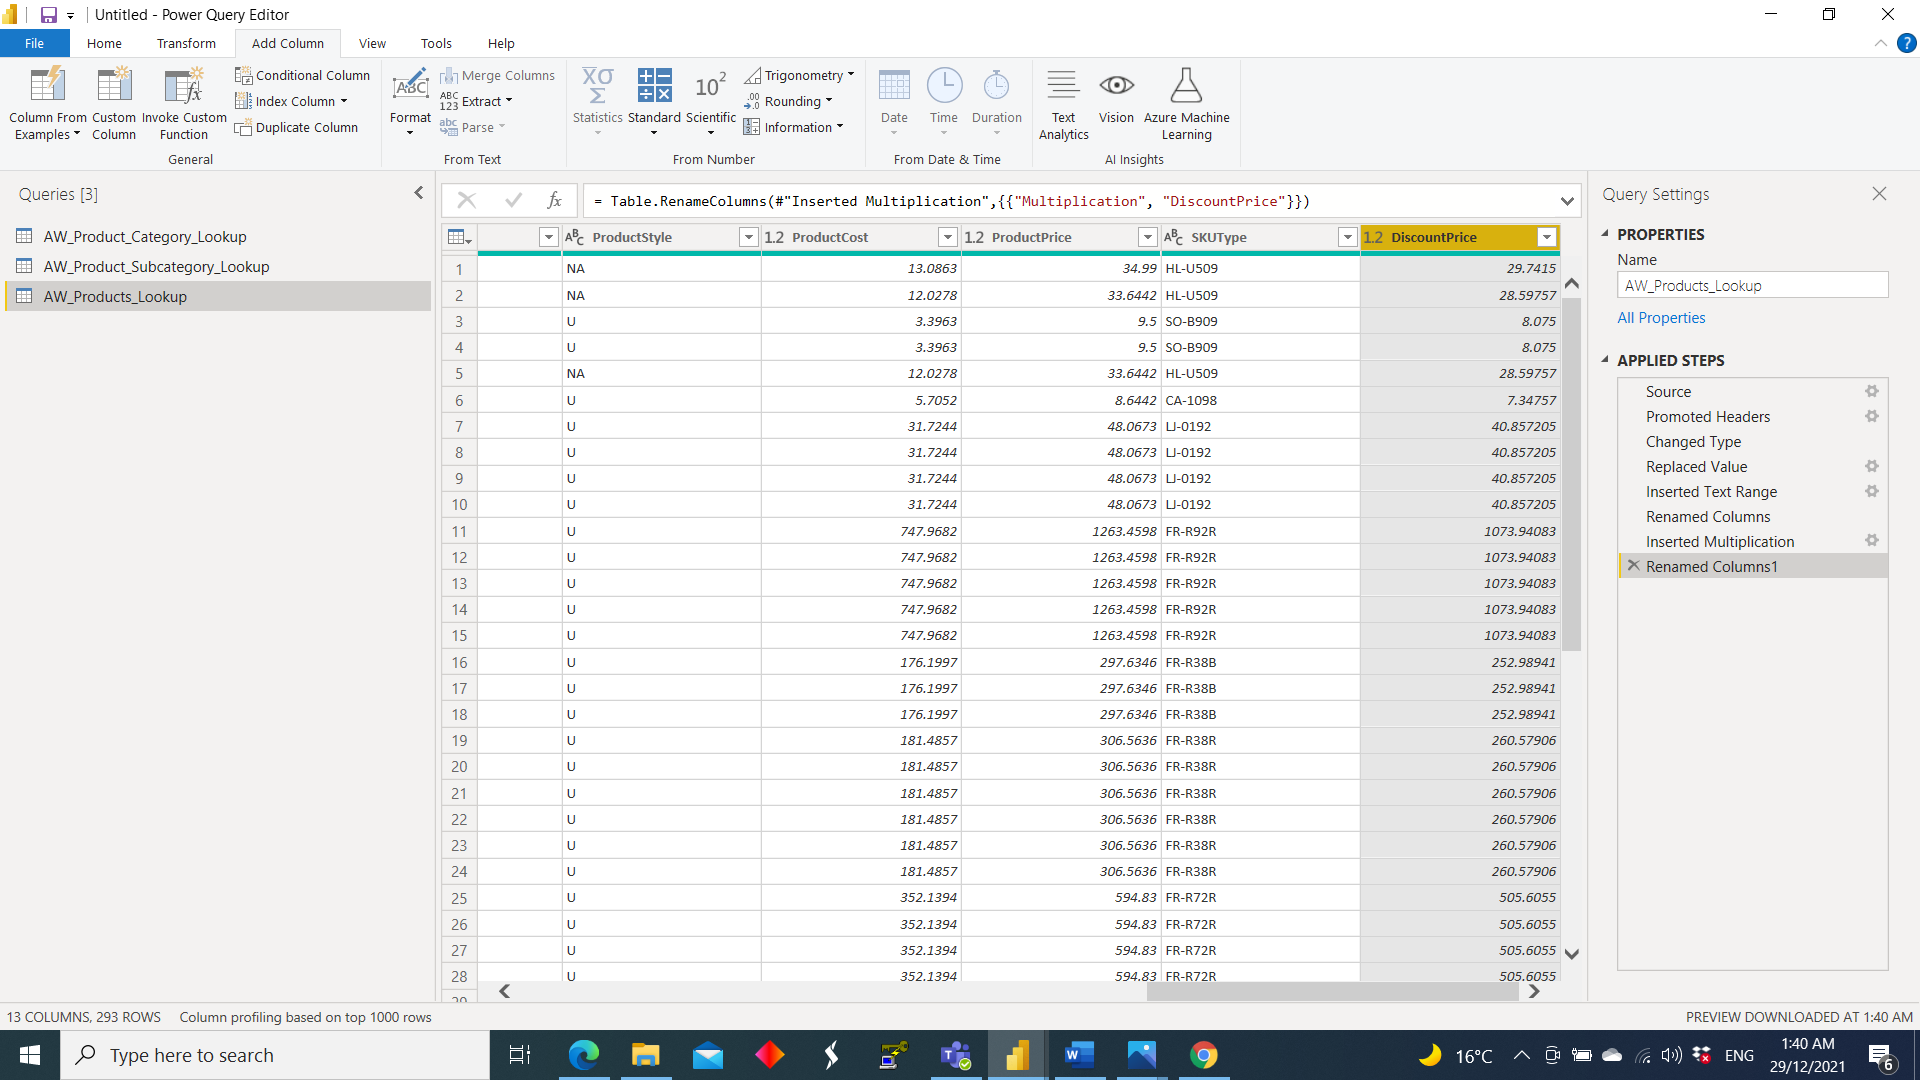 Untitled - Power Query Editor
File Home Transform Add Column View Tools Help
Column From Examples
Custom Column
Invoke Custom Function
Conditional Column
Index Column
Duplicate Column
General
Format
Merge Columns
Extract
Parse
From Text
Statistics
Standard
Scientific
Trigonometry
Rounding
Information
From Number
Date
Time
Duration
From Date & Time
Text Analytics
Vision
Azure Machine Learning
AI Insights
Queries [3]
AW_Product_Category_Lookup
AW_Product_Subcategory_Lookup
AW_Products_Lookup
= Table.RenameColumns(#"Inserted Multiplication",{{"Multiplication", "DiscountPrice"}})
ProductStyle 1.2 ProductCost 1.2 ProductPrice ABC SKUType 1.2 DiscountPrice
1 NA 13.0863 34.99 HL-U509 29.7415
2 NA 12.0278 33.6442 HL-U509 28.59757
3 U 3.3963 9.5 SO-B909 8.075
4 U 3.3963 9.5 SO-B909 8.075
5 NA 12.0278 33.6442 HL-U509 28.59757
6 U 5.7052 8.6442 CA-1098 7.34757
7 U 31.7244 48.0673 LJ-0192 40.857205
8 U 31.7244 48.0673 LJ-0192 40.857205
9 U 31.7244 48.0673 LJ-0192 40.857205
10 U 31.7244 48.0673 LJ-0192 40.857205
11 U 747.9682 1263.4598 FR-R92R 1073.94083
12 U 747.9682 1263.4598 FR-R92R 1073.94083
13 U 747.9682 1263.4598 FR-R92R 1073.94083
14 U 747.9682 1263.4598 FR-R92R 1073.94083
15 U 747.9682 1263.4598 FR-R92R 1073.94083
16 U 176.1997 297.6346 FR-R38B 252.98941
17 U 176.1997 297.6346 FR-R38B 252.98941
18 U 176.1997 297.6346 FR-R38B 252.98941
19 U 181.4857 306.5636 FR-R38R 260.57906
20 U 181.4857 306.5636 FR-R38R 260.57906
21 U 181.4857 306.5636 FR-R38R 260.57906
22 U 181.4857 306.5636 FR-R38R 260.57906
23 U 181.4857 306.5636 FR-R38R 260.57906
24 U 181.4857 306.5636 FR-R38R 260.57906
25 U 352.1394 594.83 FR-R72R 505.6055
26 U 352.1394 594.83 FR-R72R 505.6055
27 U 352.1394 594.83 FR-R72R 505.6055
28 U 352.1394 594.83 FR-R72R 505.6055
Query Settings
PROPERTIES
Name
AW_Products_Lookup
All Properties
APPLIED STEPS
Source
Promoted Headers
Changed Type
Replaced Value
Inserted Text Range
Renamed Columns
Inserted Multiplication
Renamed Columns1
13 COLUMNS, 293 ROWS Column profiling based on top 1000 rows
PREVIEW DOWNLOADED AT 1:40 AM
Type here to search
16°C
ENG
1:40 AM
29/12/2021
6